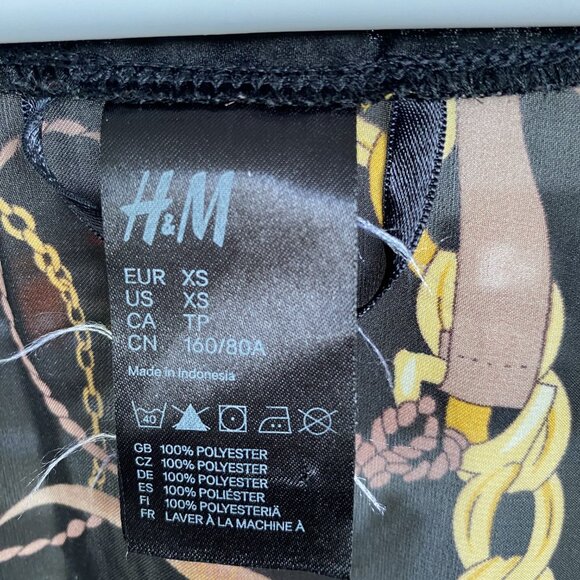 H&M
EUR XS
US XS
CA TP
CN 160/80A
Made in Indonesia
40
GB 100% POLYESTER
CZ 100% POLYESTER
DE 100% POLYESTER
ES 100% POLIÉSTER
FI 100% POLYESTERIÄ
FR LAVER À LA MACHINE À